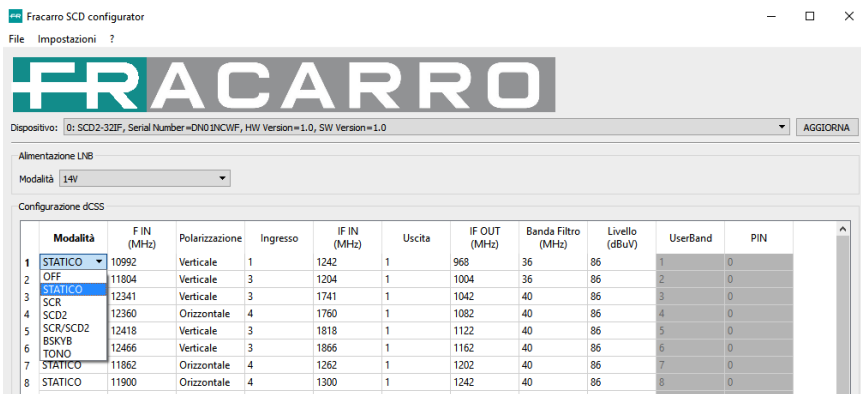 FR Fracarro SCD configurator
File Impostazioni ?
FRACARRO
Dispositivo: 0: SCD2-32IF, Serial Number=DN01NCWF, HW Version=1.0, SW Version=1.0 AGGIORNA
Alimentazione LNB
Modalità 14V
Configurazione dCSS
Modalità F IN (MHz) Polarizzazione Ingresso IF IN (MHz) Uscita IF OUT (MHz) Banda Filtro (MHz) Livello (dBuV) UserBand PIN
1 STATICO 10992 Verticale 1 1242 1 968 36 86 1 0
2 OFF 11804 Verticale 3 1204 1 1004 36 86 2 0
STATICO
3 SCR 12341 Verticale 3 1741 1 1042 40 86 3 0
4 SCD2 12360 Orizzontale 4 1760 1 1082 40 86 4 0
5 SCR/SCD2 12418 Verticale 3 1818 1 1122 40 86 5 0
BSKYB
6 TONO 12466 Verticale 3 1866 1 1162 40 86 6 0
7 STATICO 11862 Orizzontale 4 1262 1 1202 40 86 7 0
8 STATICO 11900 Orizzontale 4 1300 1 1242 40 86 8 0